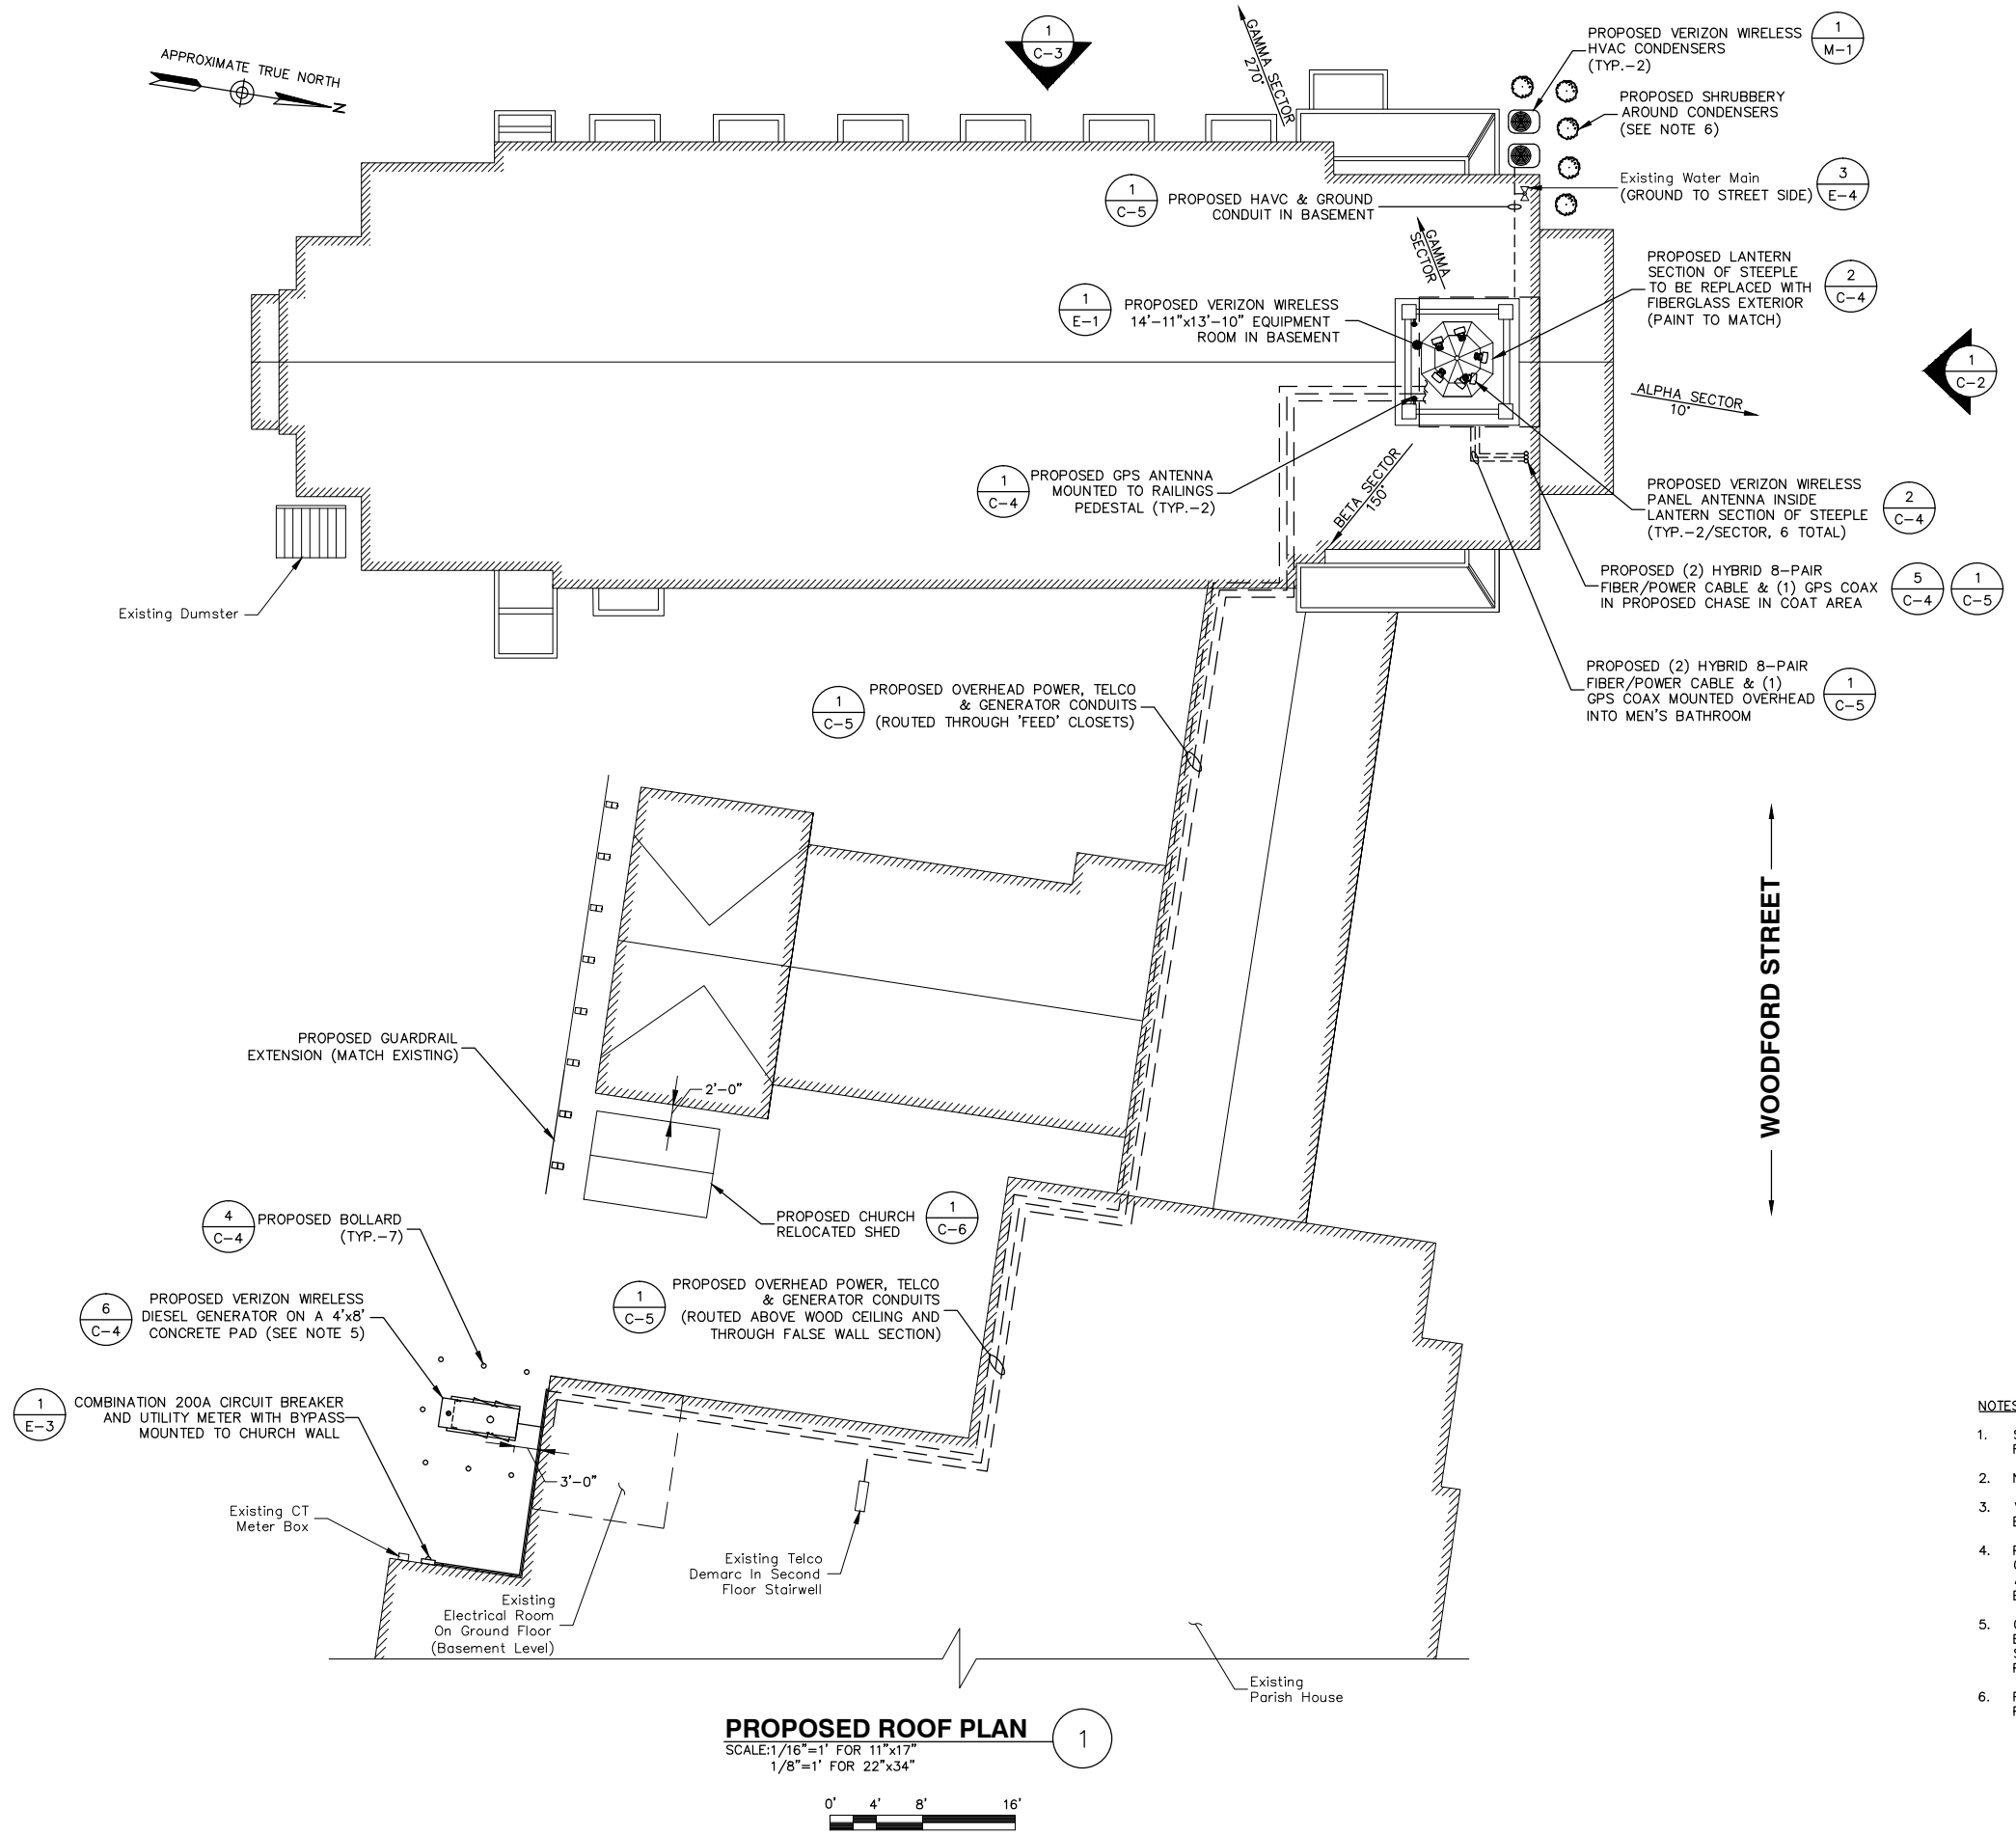 APPROXIMATE TRUE NORTH
N
1
C-3
GAMMA SECTOR
270°
PROPOSED VERIZON WIRELESS
HVAC CONDENSERS
(TYP.-2)
1
M-1
PROPOSED SHRUBBERY
AROUND CONDENSERS
(SEE NOTE 6)
Existing Water Main
(GROUND TO STREET SIDE)
3
E-4
1
C-5
PROPOSED HAVC & GROUND
CONDUIT IN BASEMENT
GAMMA
SECTOR
PROPOSED LANTERN
SECTION OF STEEPLE
TO BE REPLACED WITH
FIBERGLASS EXTERIOR
(PAINT TO MATCH)
2
C-4
1
E-1
PROPOSED VERIZON WIRELESS
14'-11"x13'-10" EQUIPMENT
ROOM IN BASEMENT
1
C-2
ALPHA SECTOR
10°
1
C-4
PROPOSED GPS ANTENNA
MOUNTED TO RAILINGS
PEDESTAL (TYP.-2)
BETA SECTOR
150°
PROPOSED VERIZON WIRELESS
PANEL ANTENNA INSIDE
LANTERN SECTION OF STEEPLE
(TYP.-2/SECTOR, 6 TOTAL)
2
C-4
PROPOSED (2) HYBRID 8-PAIR
FIBER/POWER CABLE & (1) GPS COAX
IN PROPOSED CHASE IN COAT AREA
5
C-4
1
C-5
Existing Dumster
PROPOSED (2) HYBRID 8-PAIR
FIBER/POWER CABLE & (1)
GPS COAX MOUNTED OVERHEAD
INTO MEN'S BATHROOM
1
C-5
1
C-5
PROPOSED OVERHEAD POWER, TELCO
& GENERATOR CONDUITS
(ROUTED THROUGH 'FEED' CLOSETS)
WOODFORD STREET
PROPOSED GUARDRAIL
EXTENSION (MATCH EXISTING)
2'-0"
PROPOSED CHURCH
RELOCATED SHED
1
C-6
4
C-4
PROPOSED BOLLARD
(TYP.-7)
1
C-5
PROPOSED OVERHEAD POWER, TELCO
& GENERATOR CONDUITS
(ROUTED ABOVE WOOD CEILING AND
THROUGH FALSE WALL SECTION)
6
C-4
PROPOSED VERIZON WIRELESS
DIESEL GENERATOR ON A 4'x8'
CONCRETE PAD (SEE NOTE 5)
1
E-3
COMBINATION 200A CIRCUIT BREAKER
AND UTILITY METER WITH BYPASS
MOUNTED TO CHURCH WALL
3'-0"
Existing CT
Meter Box
Existing Telco
Demarc In Second
Floor Stairwell
Existing
Electrical Room
On Ground Floor
(Basement Level)
Existing
Parish House
NOTES
1.
2.
3.
4.
5.
6.
PROPOSED ROOF PLAN
1
SCALE:1/16"=1' FOR 11"x17"
1/8"=1' FOR 22"x34"
0' 4' 8' 16'